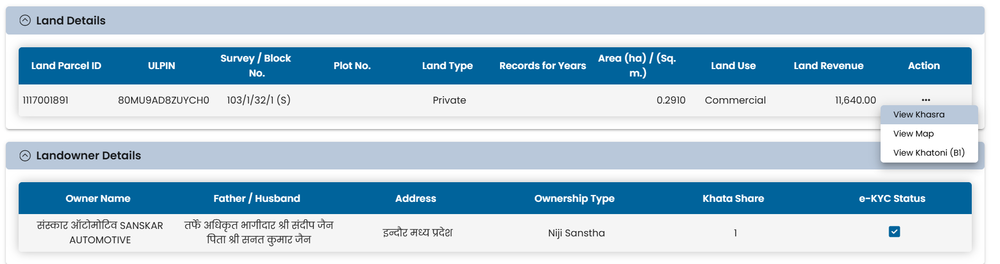 Land Details
Land Parcel ID ULPIN Survey / Block No. Plot No. Land Type Records for Years Area (ha) / (Sq. m.) Land Use Land Revenue Action
1117001891 80MU9AD8ZUYCH0 103/1/32/1 (S) Private 0.2910 Commercial 11,640.00 ...
View Khasra
View Map
View Khatoni (B1)
Landowner Details
Owner Name Father / Husband Address Ownership Type Khata Share e-KYC Status
संस्कार ऑटोमोटिव SANSKAR AUTOMOTIVE तर्फे अधिकृत भागीदार श्री संदीप जैन पिता श्री सनत कुमार जैन इन्दौर मध्य प्रदेश Niji Sanstha 1